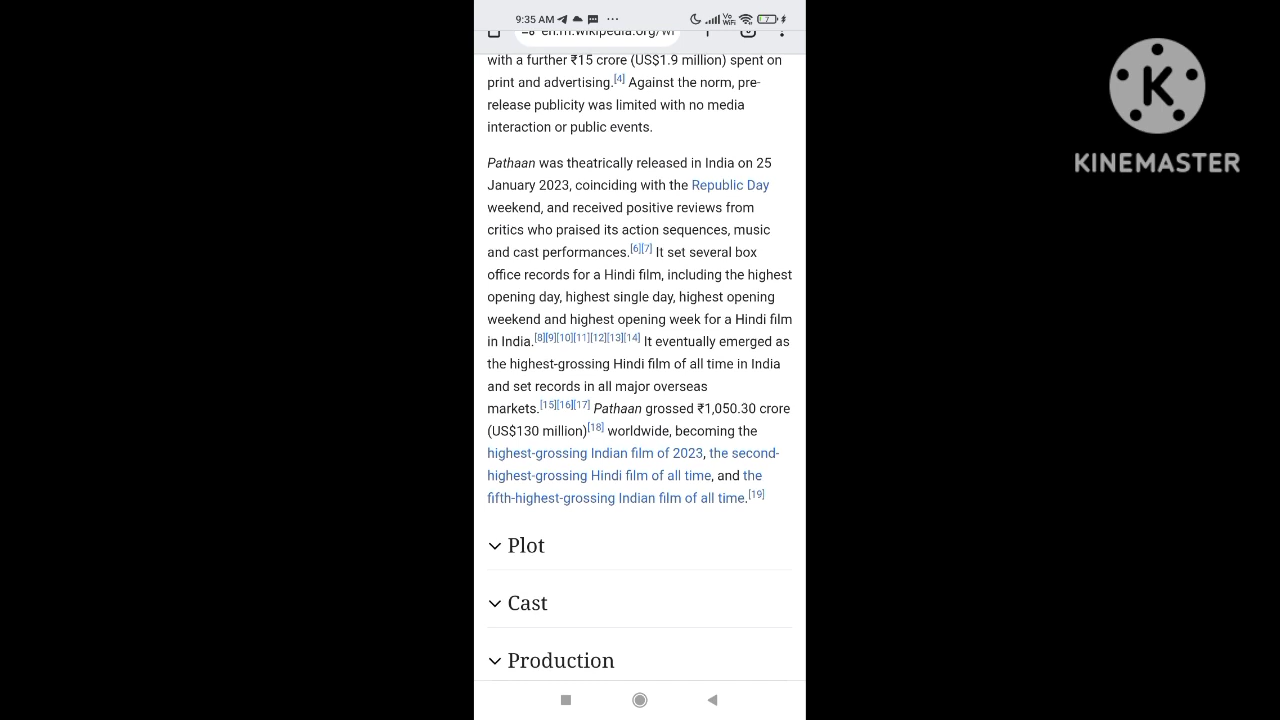 9:35 AM
Vo
WiFi
7
en.m.wikipedia.org/wi
with a further ₹15 crore (US$1.9 million) spent on
print and advertising.[4] Against the norm, pre-
release publicity was limited with no media
interaction or public events.
Pathaan was theatrically released in India on 25
January 2023, coinciding with the Republic Day
weekend, and received positive reviews from
critics who praised its action sequences, music
and cast performances.[6][7] It set several box
office records for a Hindi film, including the highest
opening day, highest single day, highest opening
weekend and highest opening week for a Hindi film
in India.[8][9][10][11][12][13][14] It eventually emerged as
the highest-grossing Hindi film of all time in India
and set records in all major overseas
markets.[15][16][17] Pathaan grossed ₹1,050.30 crore
(US$130 million)[18] worldwide, becoming the
highest-grossing Indian film of 2023, the second-
highest-grossing Hindi film of all time, and the
fifth-highest-grossing Indian film of all time.[19]
Plot
Cast
Production
K
KINEMASTER